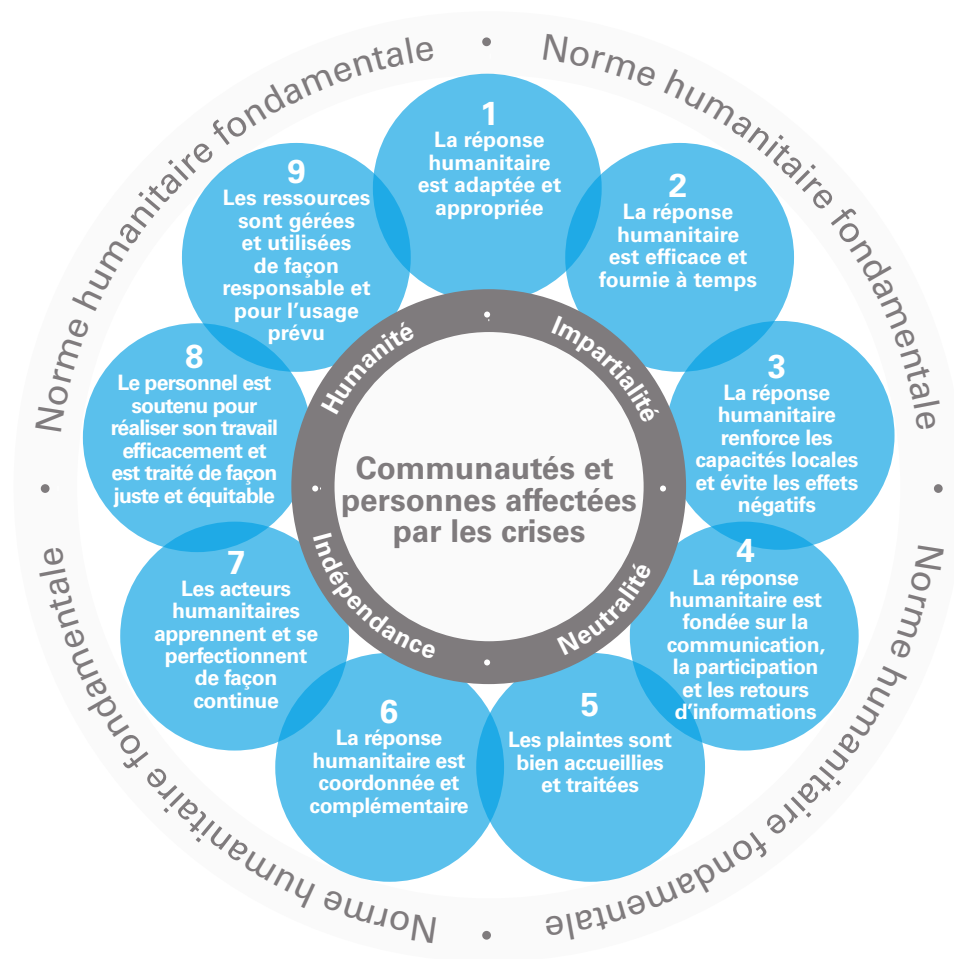 Norme humanitaire fondamentale
•
Norme humanitaire fondamentale
•
Norme humanitaire fondamentale
•
Norme humanitaire fondamentale
•
1
La réponse
humanitaire
est adaptée et
appropriée
2
La réponse
humanitaire
est efficace et
fournie à temps
3
La réponse
humanitaire
renforce les
capacités locales
et évite les effets
négatifs
4
La réponse
humanitaire est
fondée sur la
communication,
la participation
et les retours
d’informations
5
Les plaintes sont
bien accueillies
et traitées
6
La réponse
humanitaire est
coordonnée et
complémentaire
7
Les acteurs
humanitaires
apprennent et se
perfectionnent
de façon
continue
8
Le personnel est
soutenu pour
réaliser son travail
efficacement et
est traité de façon
juste et équitable
9
Les ressources
sont gérées
et utilisées
de façon
responsable et
pour l’usage
prévu
Humanité
•
Impartialité
•
Neutralité
•
Indépendance
•
Communautés et
personnes affectées
par les crises